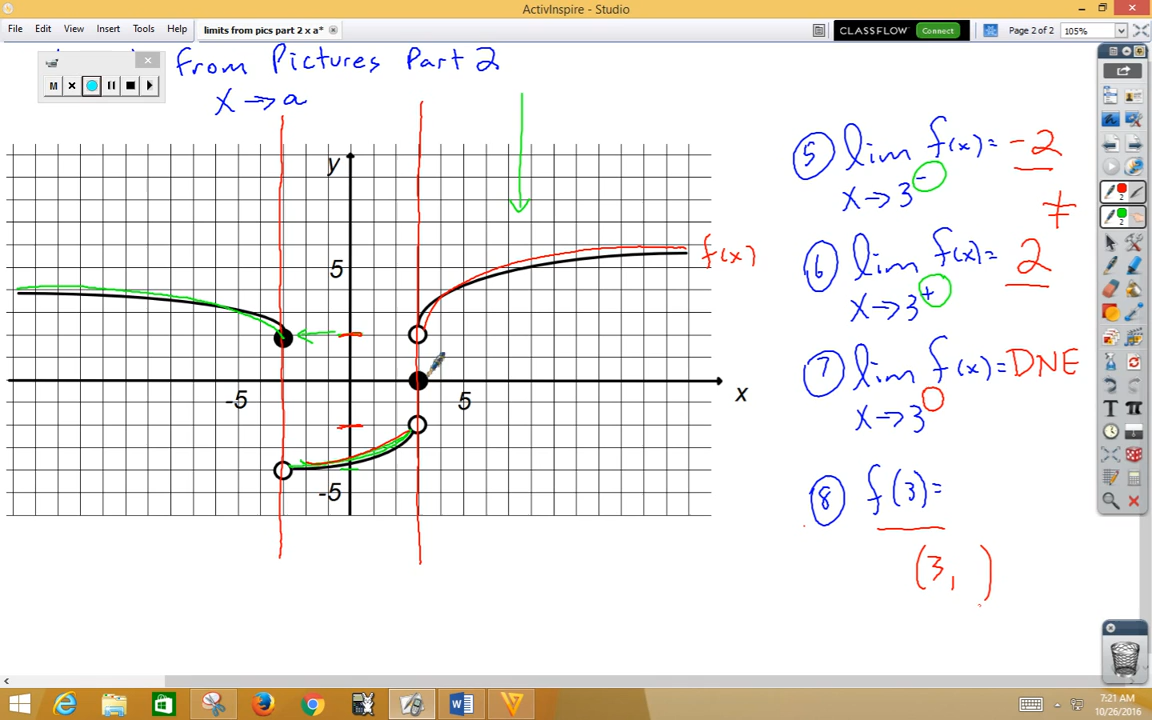 ActivInspire - Studio
File Edit View Insert Tools Help
limits from pics part 2 x a*
CLASSFLOW Connect
Page 2 of 2
105%
M
From Pictures Part 2
X → a
y
5
-5
5
-5
x
f(x)
⑤ lim f(x) = -2
X → 3⁻
≠
⑥ lim f(x) = 2
X → 3⁺
⑦ lim f(x) = DNE
X → 3
⑧ f(3) =
(3, )
2
2
7:21 AM
10/26/2016